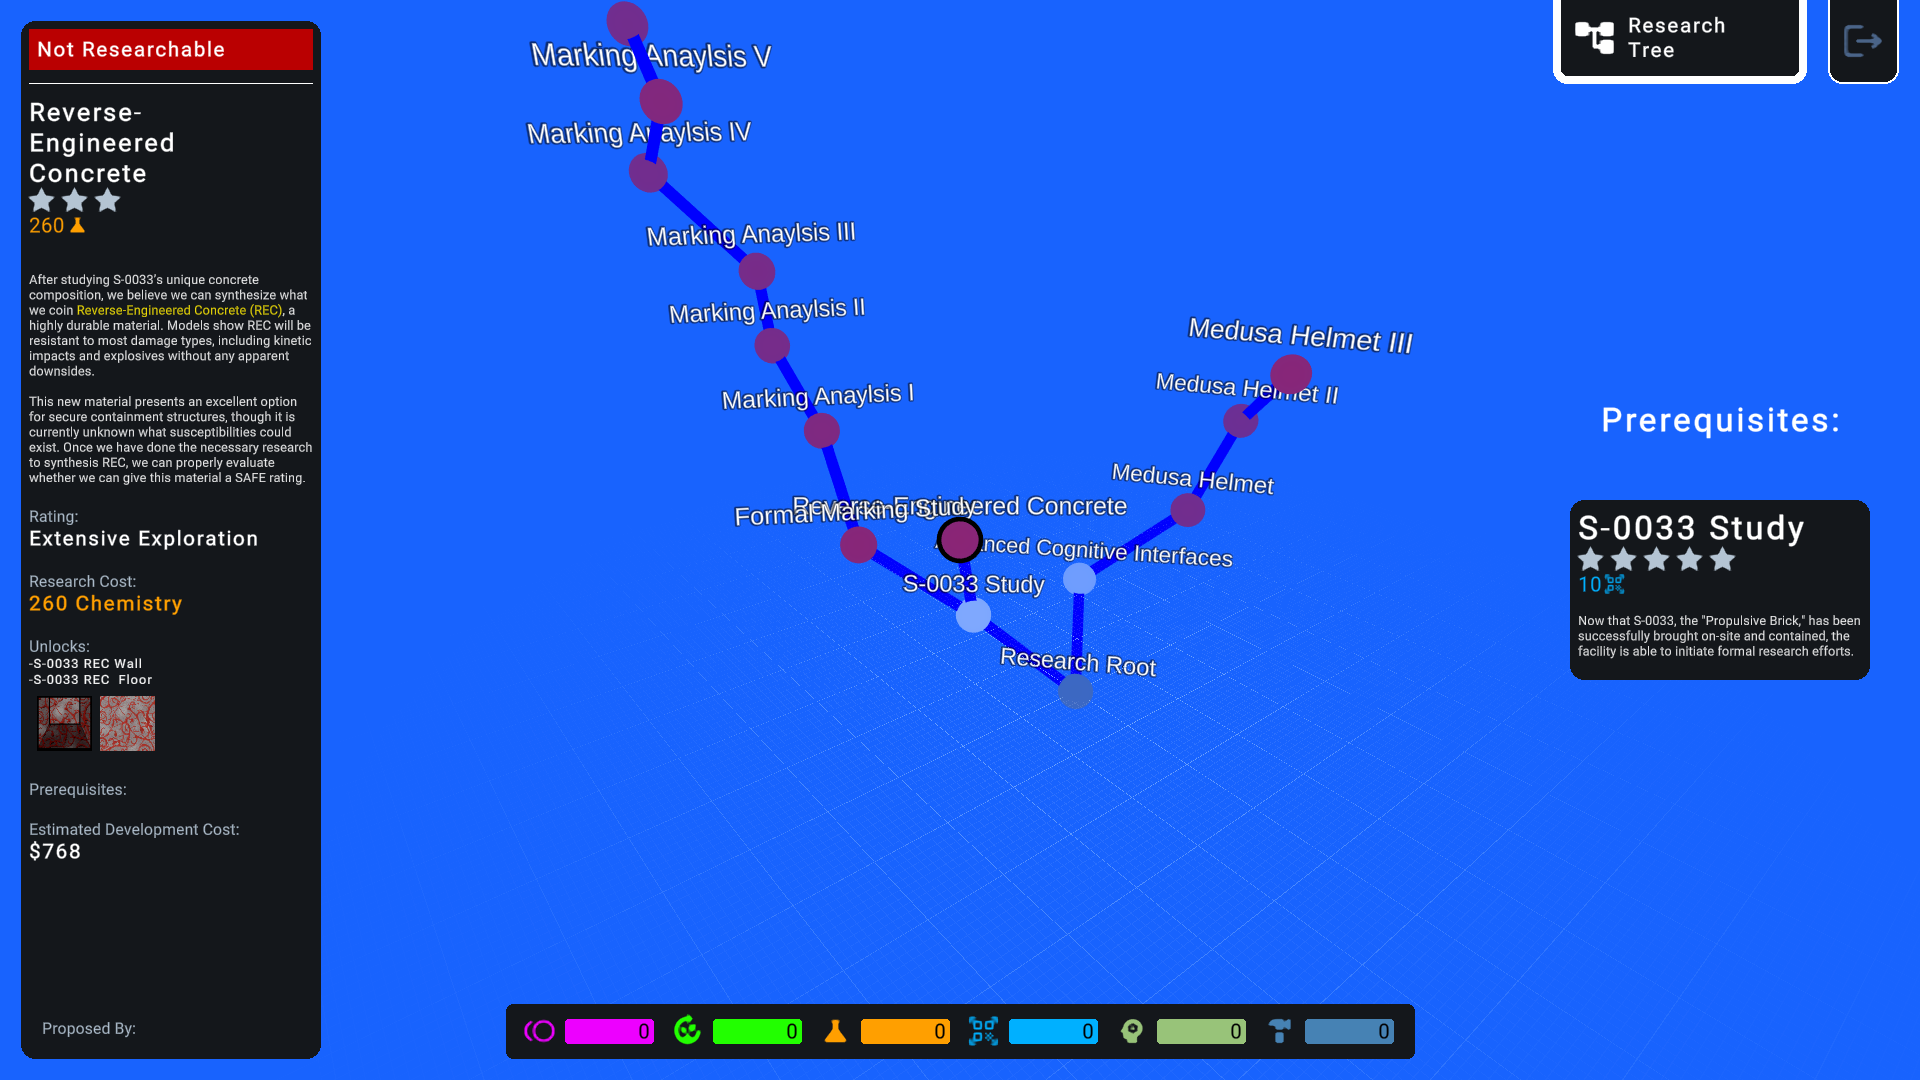 Not Researchable
Reverse-
Engineered
Concrete
260
After studying S-0033's unique concrete
composition, we believe we can synthesize what
we coin Reverse-Engineered Concrete (REC), a
highly durable material. Models show REC will be
resistant to most damage types, including kinetic
impacts and explosives without any apparent
downsides.
This new material presents an excellent option
for secure containment structures, though it is
currently unknown what susceptibilities could
exist. Once we have done the necessary research
to synthesis REC, we can properly evaluate
whether we can give this material a SAFE rating.
Rating:
Extensive Exploration
Research Cost:
260 Chemistry
Unlocks:
-S-0033 REC Wall
-S-0033 REC Floor
Prerequisites:
Estimated Development Cost:
$768
Proposed By:
Marking Anaylsis V
Marking Anaylsis IV
Marking Anaylsis III
Marking Anaylsis II
Marking Anaylsis I
Formal Marking Study
Reverse-Engineered Concrete
S-0033 Study
Cognitive Interfaces
Research Root
Medusa Helmet
Medusa Helmet II
Medusa Helmet III
Research
Tree
Prerequisites:
S-0033 Study
10
Now that S-0033, the "Propulsive Brick," has been
successfully brought on-site and contained, the
facility is able to initiate formal research efforts.
0
0
0
0
0
0